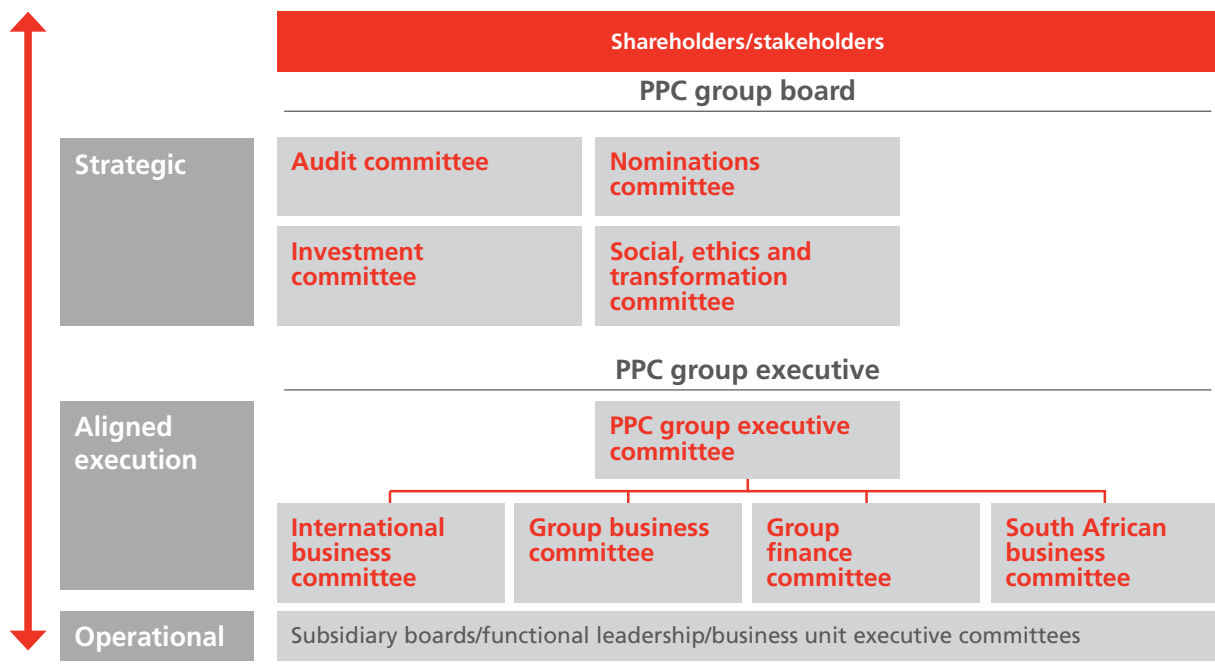 Shareholders/stakeholders
PPC group board
Strategic
Audit committee
Nominations
committee
Investment
committee
Social, ethics and
transformation
committee
PPC group executive
Aligned
execution
PPC group executive
committee
International
business
committee
Group business
committee
Group
finance
committee
South African
business
committee
Operational
Subsidiary boards/functional leadership/business unit executive committees